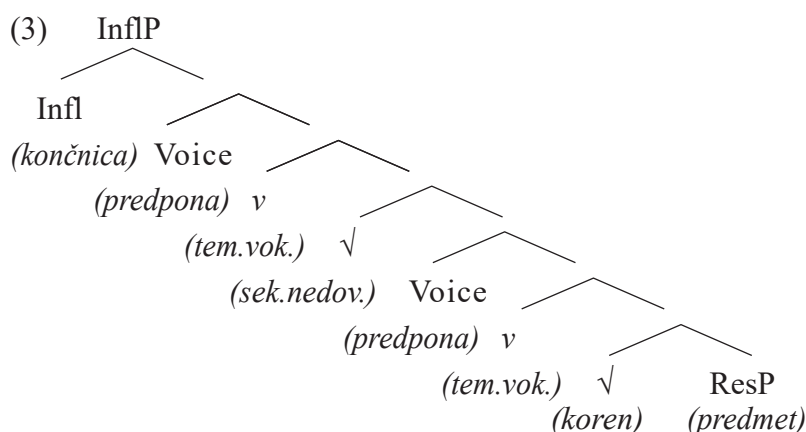 (3) InflP
Infl
(končnica) Voice
(predpona) v
(tem.vok.) √
(sek.nedov.) Voice
(predpona) v
(tem.vok.) √ ResP
(koren) (predmet)